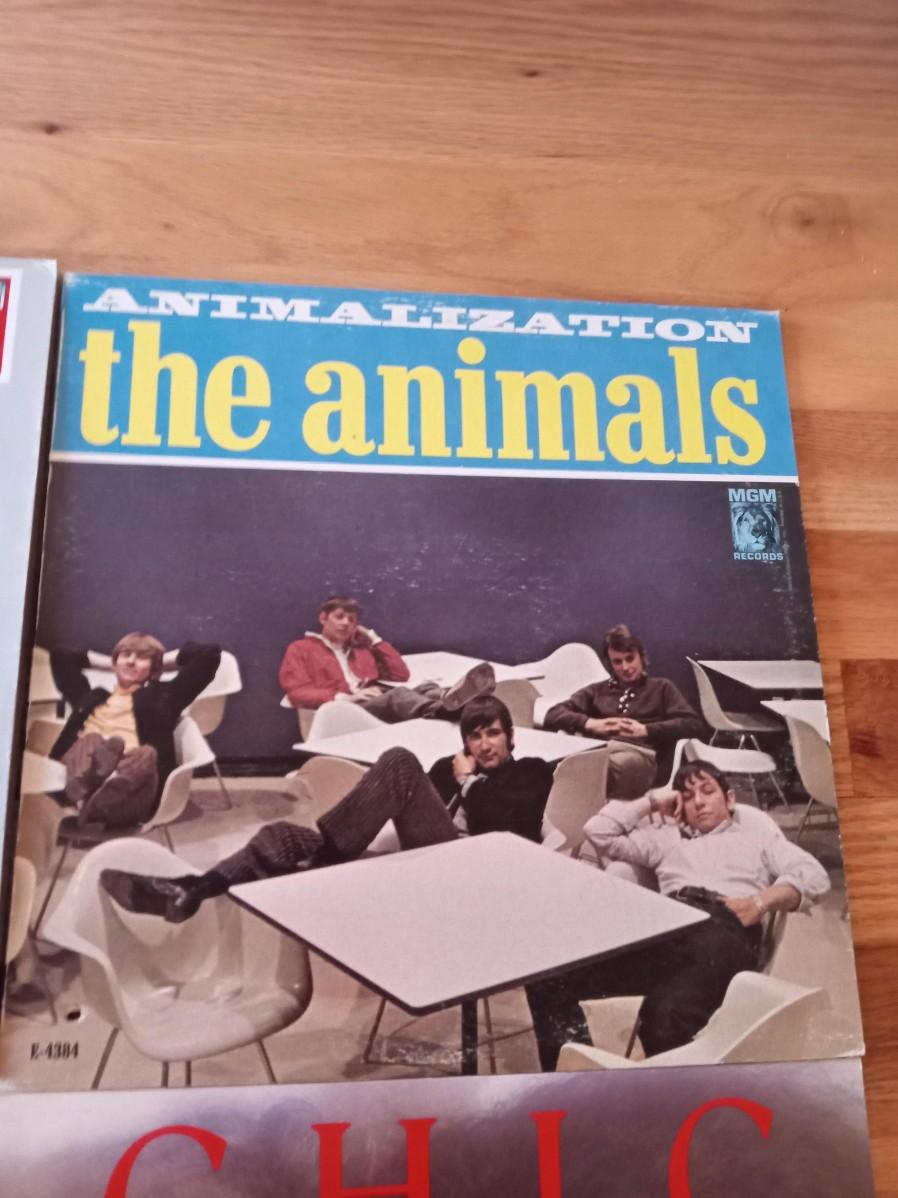 ANIMALIZATION
the animals
MGM
RECORDS
E-4384
CHIC